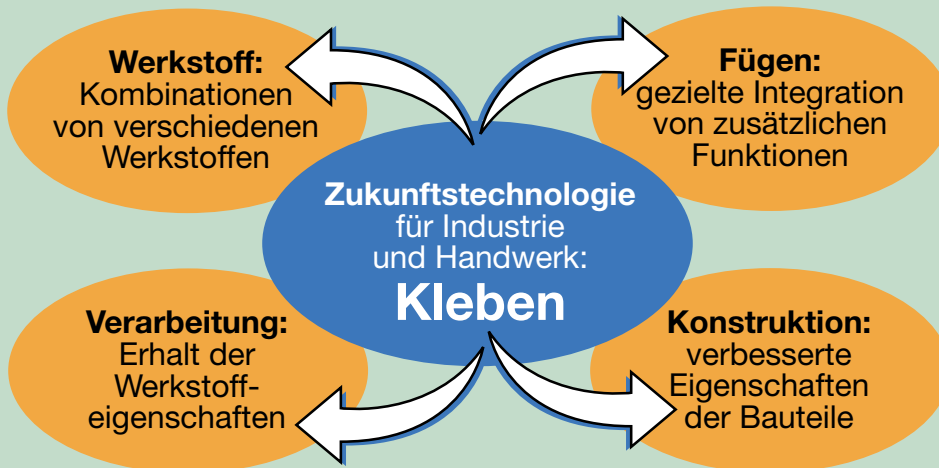 Werkstoff:
Kombinationen
von verschiedenen
Werkstoffen
Fügen:
gezielte Integration
von zusätzlichen
Funktionen
Zukunftstechnologie
für Industrie
und Handwerk:
Kleben
Verarbeitung:
Erhalt der
Werkstoff-
eigenschaften
Konstruktion:
verbesserte
Eigenschaften
der Bauteile